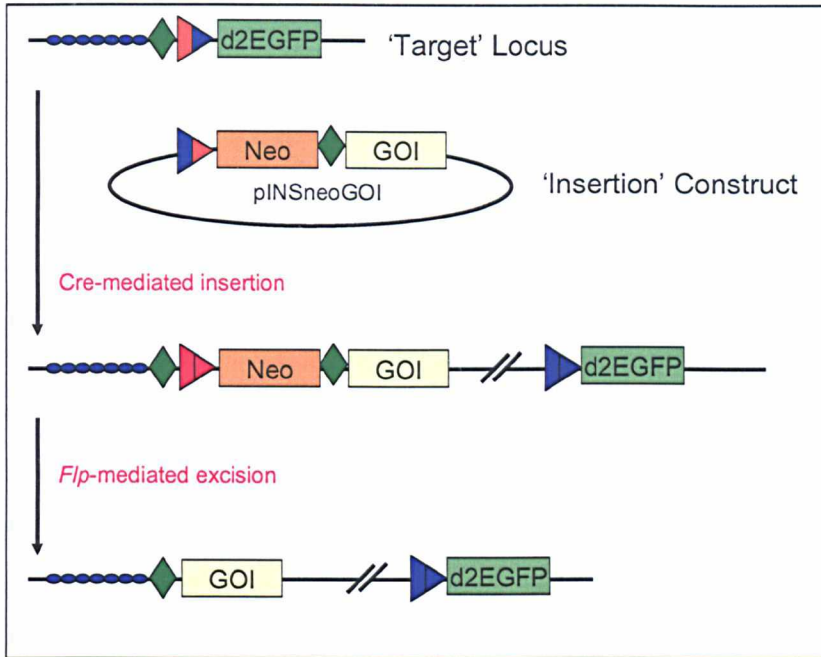 d2EGFP
'Target' Locus
Neo
GOI
pINSneoGOI
'Insertion' Construct
Cre-mediated insertion
Neo
GOI
d2EGFP
Flp-mediated excision
GOI
d2EGFP